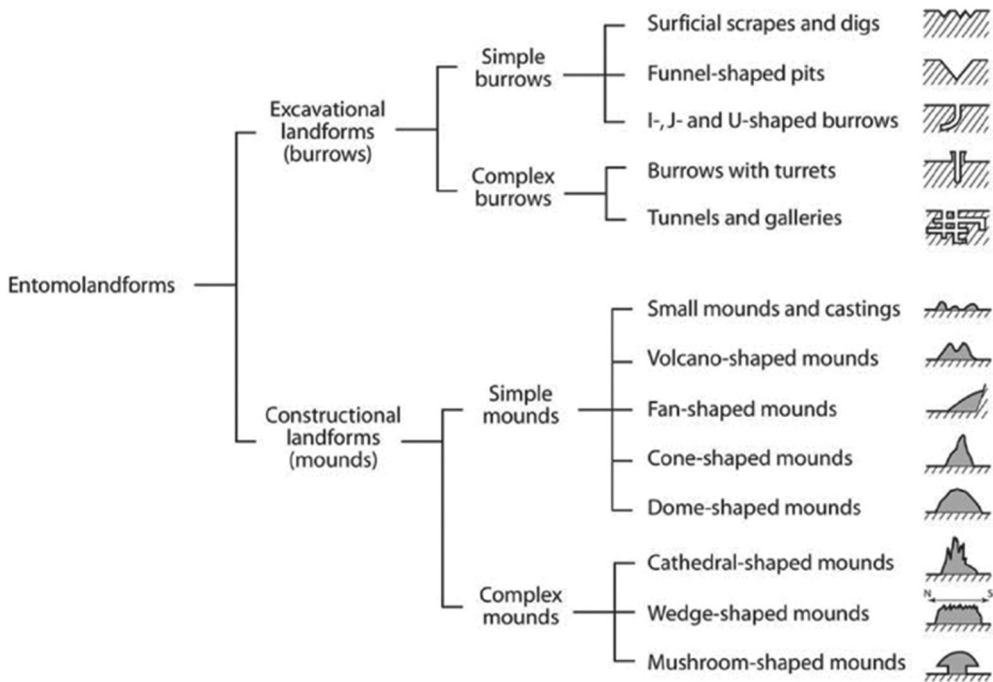 Entomolandforms
Excavational
landforms
(burrows)
Simple
burrows
Surficial scrapes and digs
Funnel-shaped pits
I-, J- and U-shaped burrows
Complex
burrows
Burrows with turrets
Tunnels and galleries
Constructional
landforms
(mounds)
Simple
mounds
Small mounds and castings
Volcano-shaped mounds
Fan-shaped mounds
Cone-shaped mounds
Dome-shaped mounds
Complex
mounds
Cathedral-shaped mounds
N S
Wedge-shaped mounds
Mushroom-shaped mounds